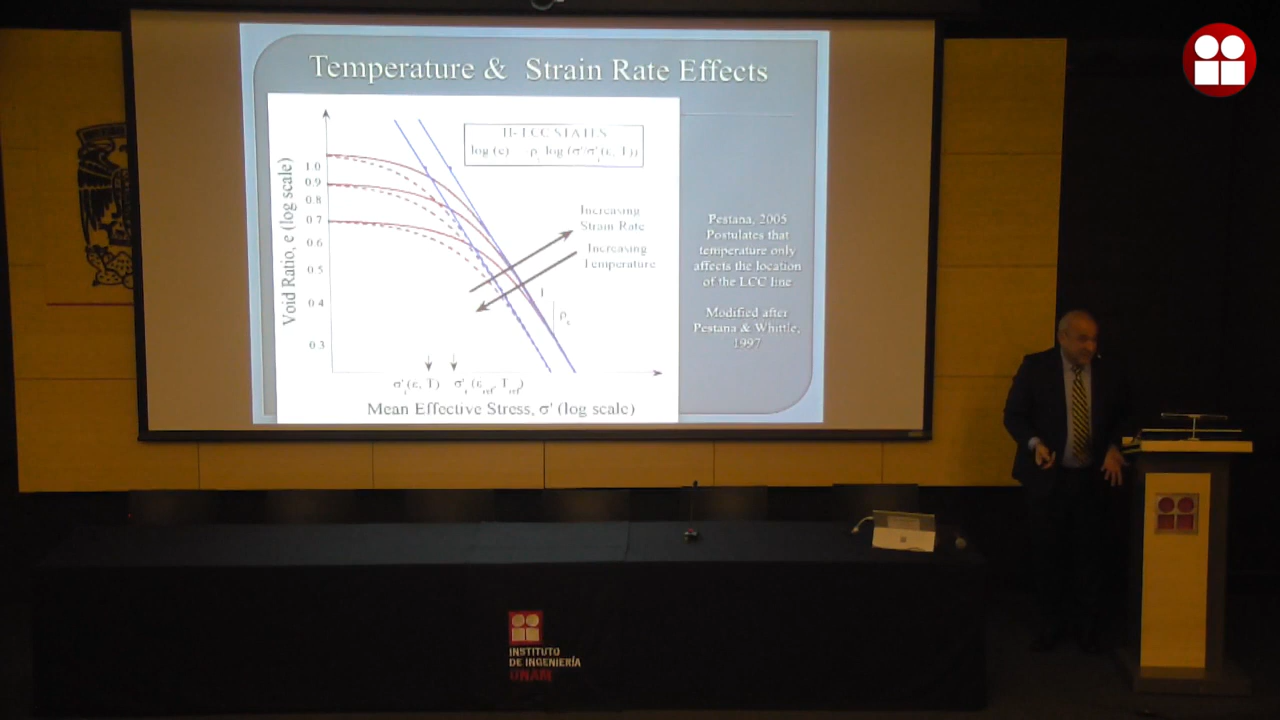 Temperature & Strain Rate Effects
H-LCC STATES
1.0
0.9
0.8
0.7
0.6
0.5
0.4
0.3
Void Ratio, e (log scale)
Increasing
Strain Rate
Increasing
Temperature
1
ρc
Mean Effective Stress, σ' (log scale)
Pestana, 2005
Postulates that
temperature only
affects the location
of the LCC line
Modified after
Pestana & Whittle,
1997
INSTITUTO
DE INGENIERÍA
UNAM